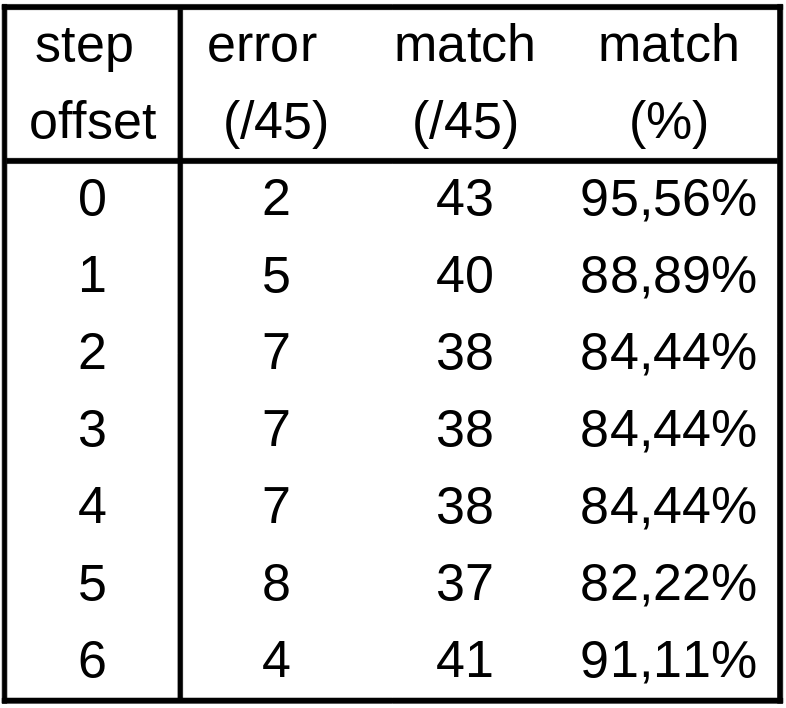 step error match match
offset (/45) (/45) (%)
0 2 43 95,56%
1 5 40 88,89%
2 7 38 84,44%
3 7 38 84,44%
4 7 38 84,44%
5 8 37 82,22%
6 4 41 91,11%